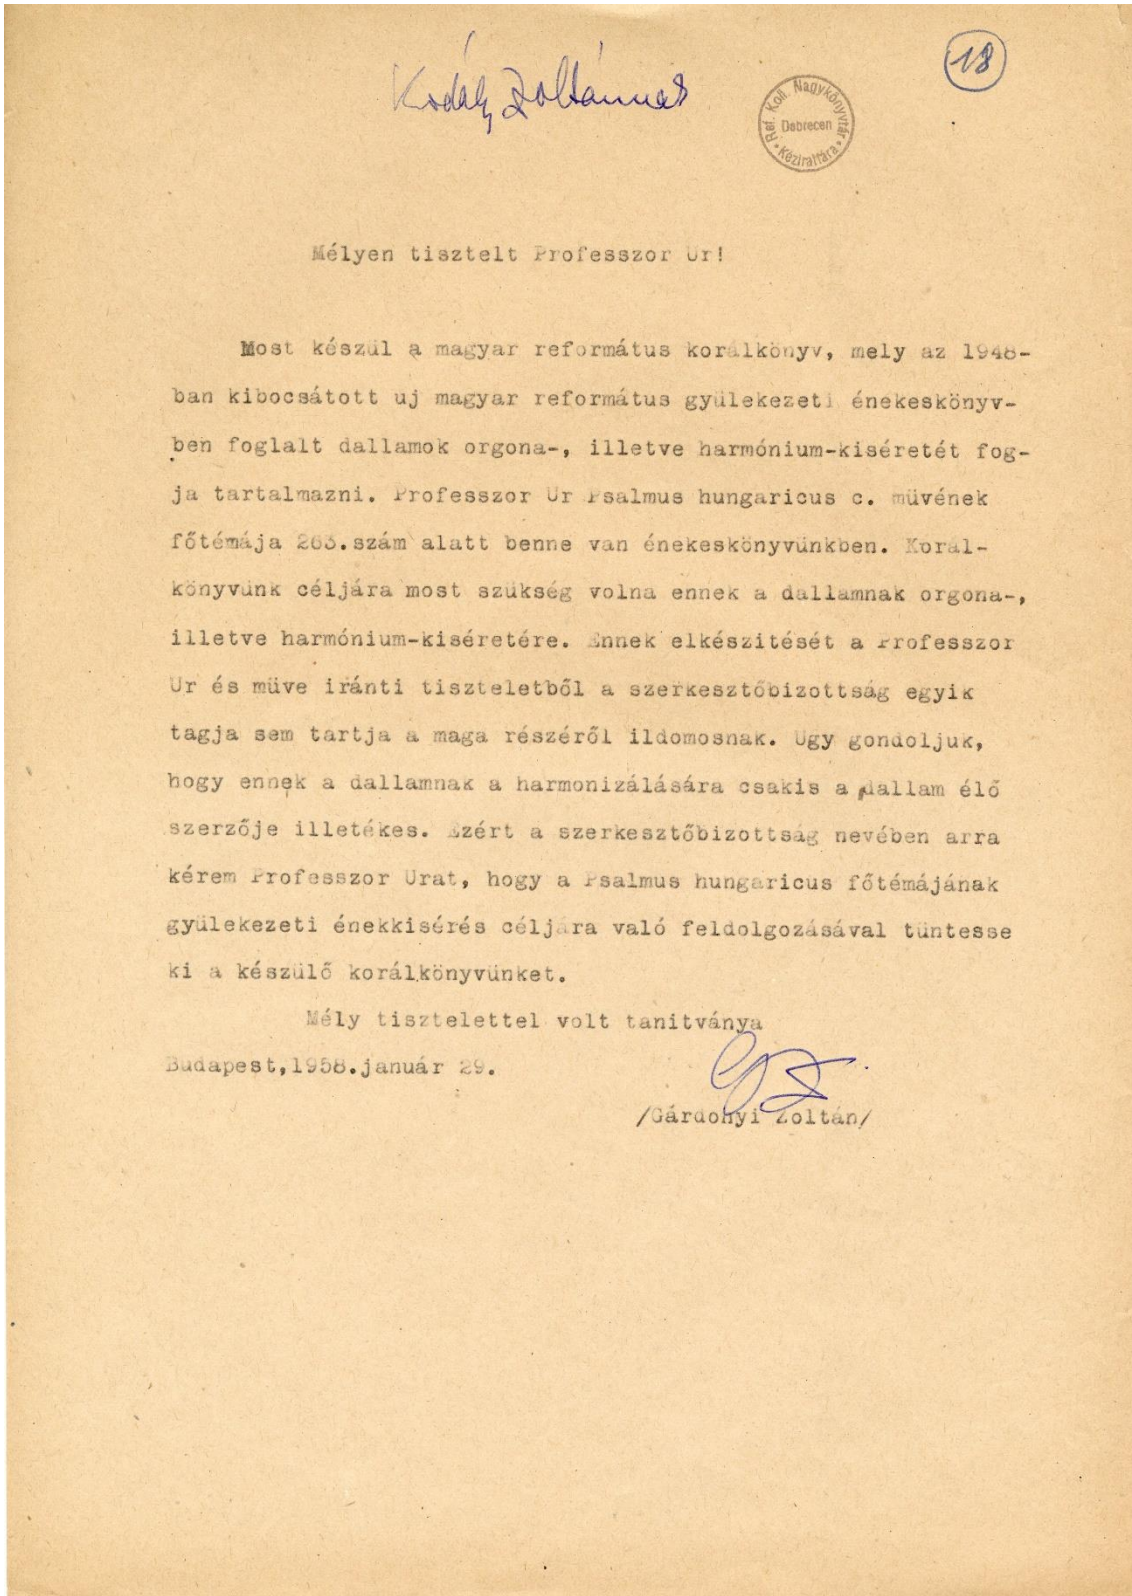 Kodály Zoltánnak
18
Ref. Koll. Nagykönyvtár
Debrecen
Kézirattára
Mélyen tisztelt Professzor Ur!
Most készül a magyar református korálkönyv, mely az 1948-
ban kibocsátott uj magyar református gyülekezeti énekeskönyv-
ben foglalt dallamok orgona-, illetve harmónium-kiséretét fog-
ja tartalmazni. Professzor Ur Psalmus hungaricus c. müvének
főtémája 263.szám alatt benne van énekeskönyvünkben. Korál-
könyvünk céljára most szükség volna ennek a dallamnak orgona-,
illetve harmónium-kiséretére. Ennek elkészitését a Professzor
Ur és müve iránti tiszteletből a szerkesztőbizottság egyik
tagja sem tartja a maga részéről ildomosnak. Ugy gondoljuk,
hogy ennek a dallamnak a harmonizálására csakis a dallam élő
szerzője illetékes. Ezért a szerkesztőbizottság nevében arra
kérem Professzor Urat, hogy a Psalmus hungaricus főtémájának
gyülekezeti énekkisérés céljára való feldolgozásával tüntesse
ki a készülő korálkönyvünket.
Mély tisztelettel volt tanitványa
Budapest,1958.január 29.
GZ
/Gárdonyi Zoltán/